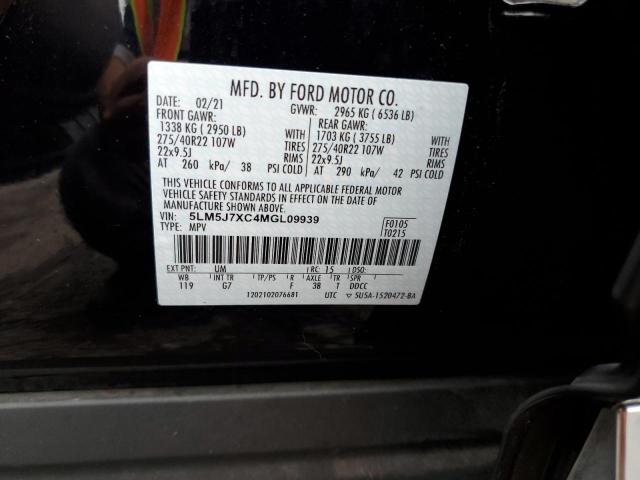 MFD. BY FORD MOTOR CO.
DATE: 02/21 GVWR: 2965 KG ( 6536 LB)
FRONT GAWR: REAR GAWR:
1338 KG ( 2950 LB) WITH 1703 KG ( 3755 LB) WITH
275/40R22 107W TIRES 275/40R22 107W TIRES
22x9.5J RIMS 22x9.5J RIMS
AT 260 kPa/ 38 PSI COLD AT 290 kPa/ 42 PSI COLD
THIS VEHICLE CONFORMS TO ALL APPLICABLE FEDERAL MOTOR
VEHICLE SAFETY STANDARDS IN EFFECT ON THE DATE OF
MANUFACTURE SHOWN ABOVE.
VIN: 5LM5J7XC4MGL09939 F0105
TYPE: MPV T0215
EXT PNT: UM RC: 15 DSO:
WB INT TR TP/PS R AXLE TR SPR
119 G7 F 3B T DDCC
1202102076681 UTC ▽ 5U5A-1520472-BA